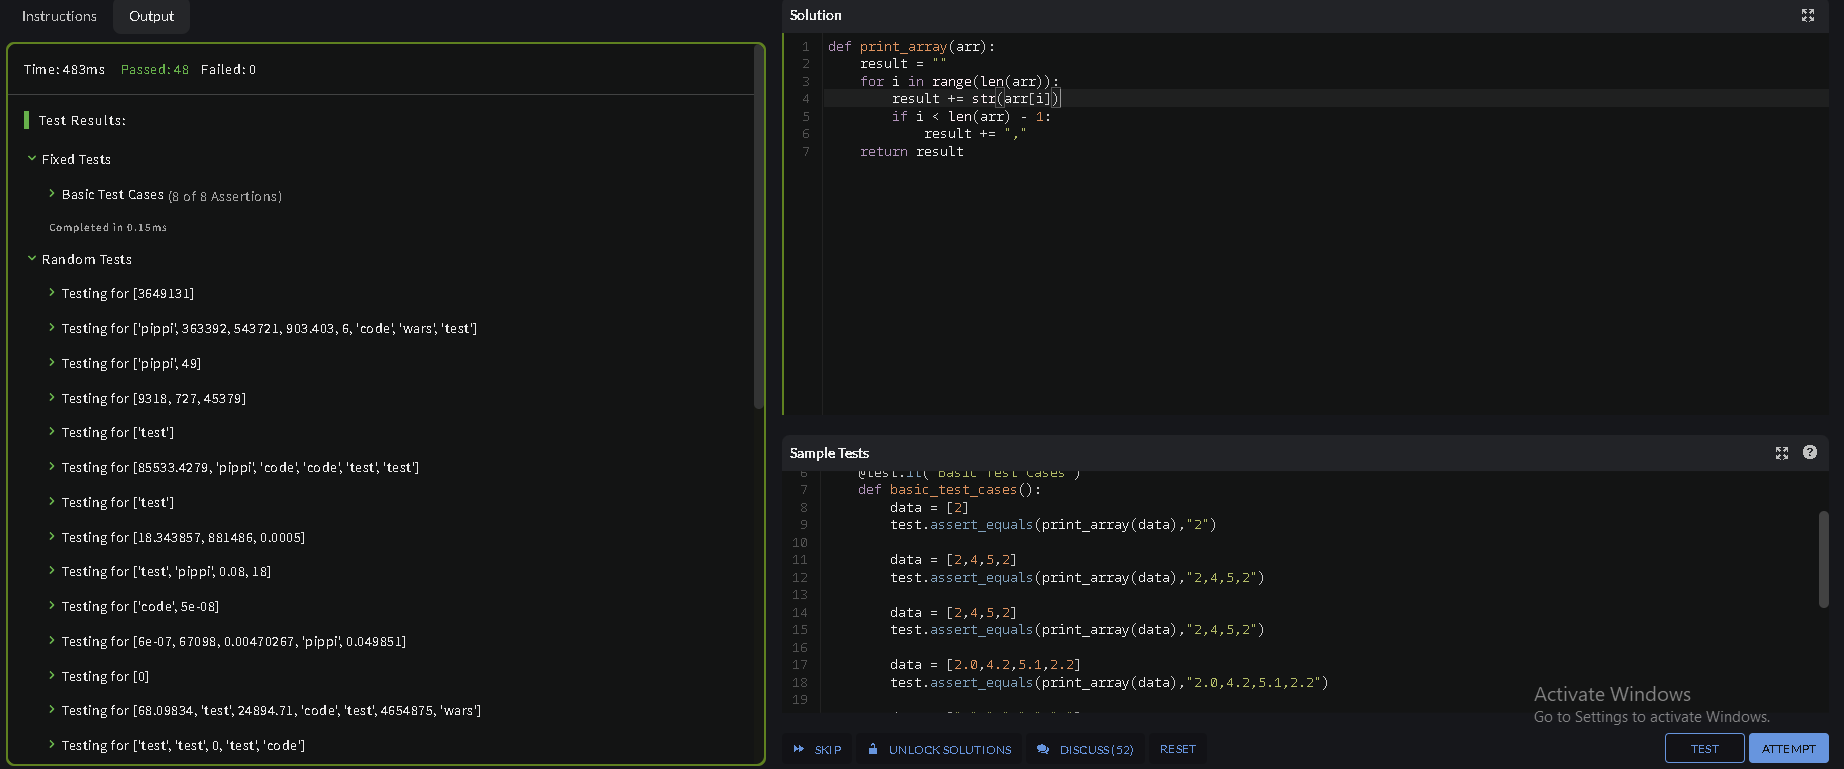 Instructions
Output
Time: 483ms Passed: 48 Failed: 0
Test Results:
Fixed Tests
Basic Test Cases (8 of 8 Assertions)
Completed in 0.15ms
Random Tests
Testing for [3649131]
Testing for ['pippi', 363392, 543721, 903.403, 6, 'code', 'wars', 'test']
Testing for ['pippi', 49]
Testing for [9318, 727, 45379]
Testing for ['test']
Testing for [85533.4279, 'pippi', 'code', 'code', 'test', 'test']
Testing for ['test']
Testing for [18.343857, 881486, 0.0005]
Testing for ['test', 'pippi', 0.08, 18]
Testing for ['code', 5e-08]
Testing for [6e-07, 67098, 0.00470267, 'pippi', 0.049851]
Testing for [0]
Testing for [68.09834, 'test', 24894.71, 'code', 'test', 4654875, 'wars']
Testing for ['test', 'test', 0, 'test', 'code']
Solution
1 def print_array(arr):
2     result = ""
3     for i in range(len(arr)):
4         result += str(arr[i])
5         if i < len(arr) - 1:
6             result += ","
7     return result
Sample Tests
6     @test.it("Basic Test Cases")
7     def basic_test_cases():
8         data = [2]
9         test.assert_equals(print_array(data),"2")
10
11         data = [2,4,5,2]
12         test.assert_equals(print_array(data),"2,4,5,2")
13
14         data = [2,4,5,2]
15         test.assert_equals(print_array(data),"2,4,5,2")
16
17         data = [2.0,4.2,5.1,2.2]
18         test.assert_equals(print_array(data),"2.0,4.2,5.1,2.2")
19
Activate Windows
Go to Settings to activate Windows.
SKIP
UNLOCK SOLUTIONS
DISCUSS (52)
RESET
TEST
ATTEMPT